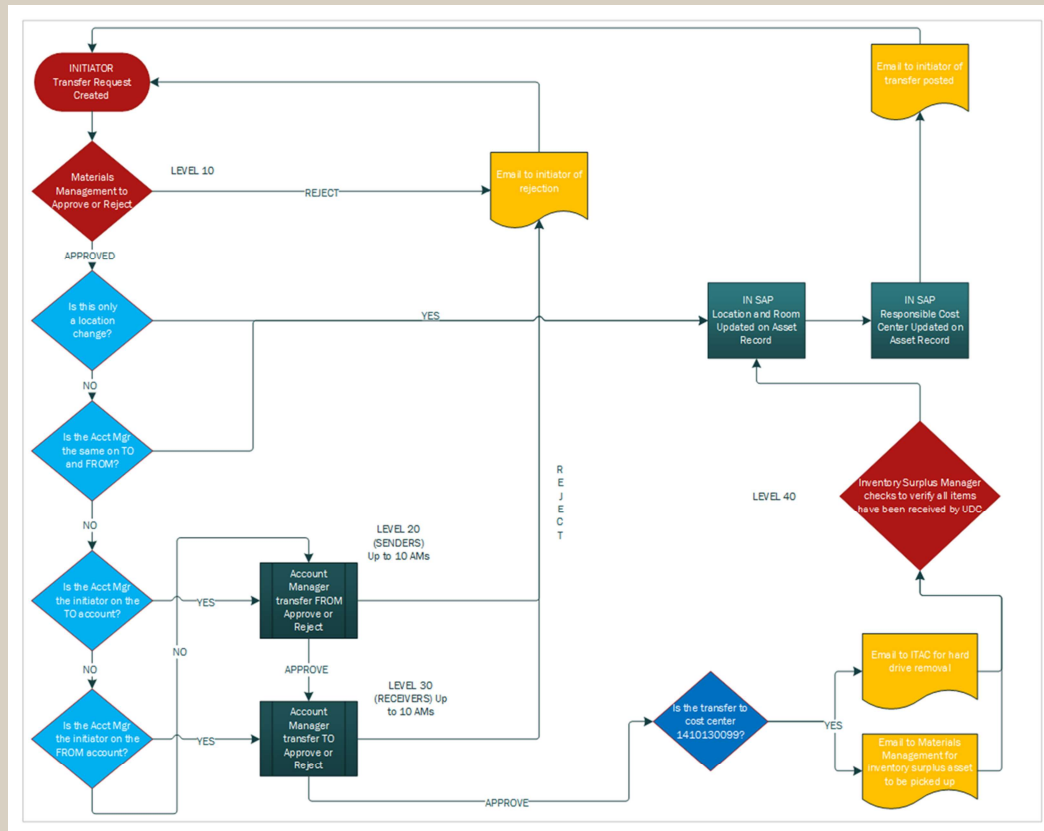 INITIATOR
Transfer Request
Created
Email to initiator of
transfer posted
Materials
Management to
Approve or Reject
LEVEL 10
REJECT
Email to initiator of
rejection
APPROVED
Is this only
a location
change?
YES
IN SAP
Location and Room
Updated on Asset
Record
IN SAP
Responsible Cost
Center Updated on
Asset Record
NO
Is the Acct Mgr
the same on TO
and FROM?
R
E
J
E
C
T
LEVEL 40
Inventory Surplus Manager
checks to verify all items
have been received by UDC
NO
LEVEL 20
(SENDERS)
Up to 10 AMs
Is the Acct Mgr
the initiator on the
TO account?
YES
Account
Manager
transfer FROM
Approve or
Reject
NO
NO
APPROVE
LEVEL 30
(RECEIVERS) Up
to 10 AMs
Is the Acct Mgr
the initiator on the
FROM account?
YES
Account
Manager
transfer TO
Approve or
Reject
APPROVE
Is the transfer to
cost center
1410130099?
YES
Email to ITAC for hard
drive removal
Email to Materials
Management for
inventory surplus asset
to be picked up